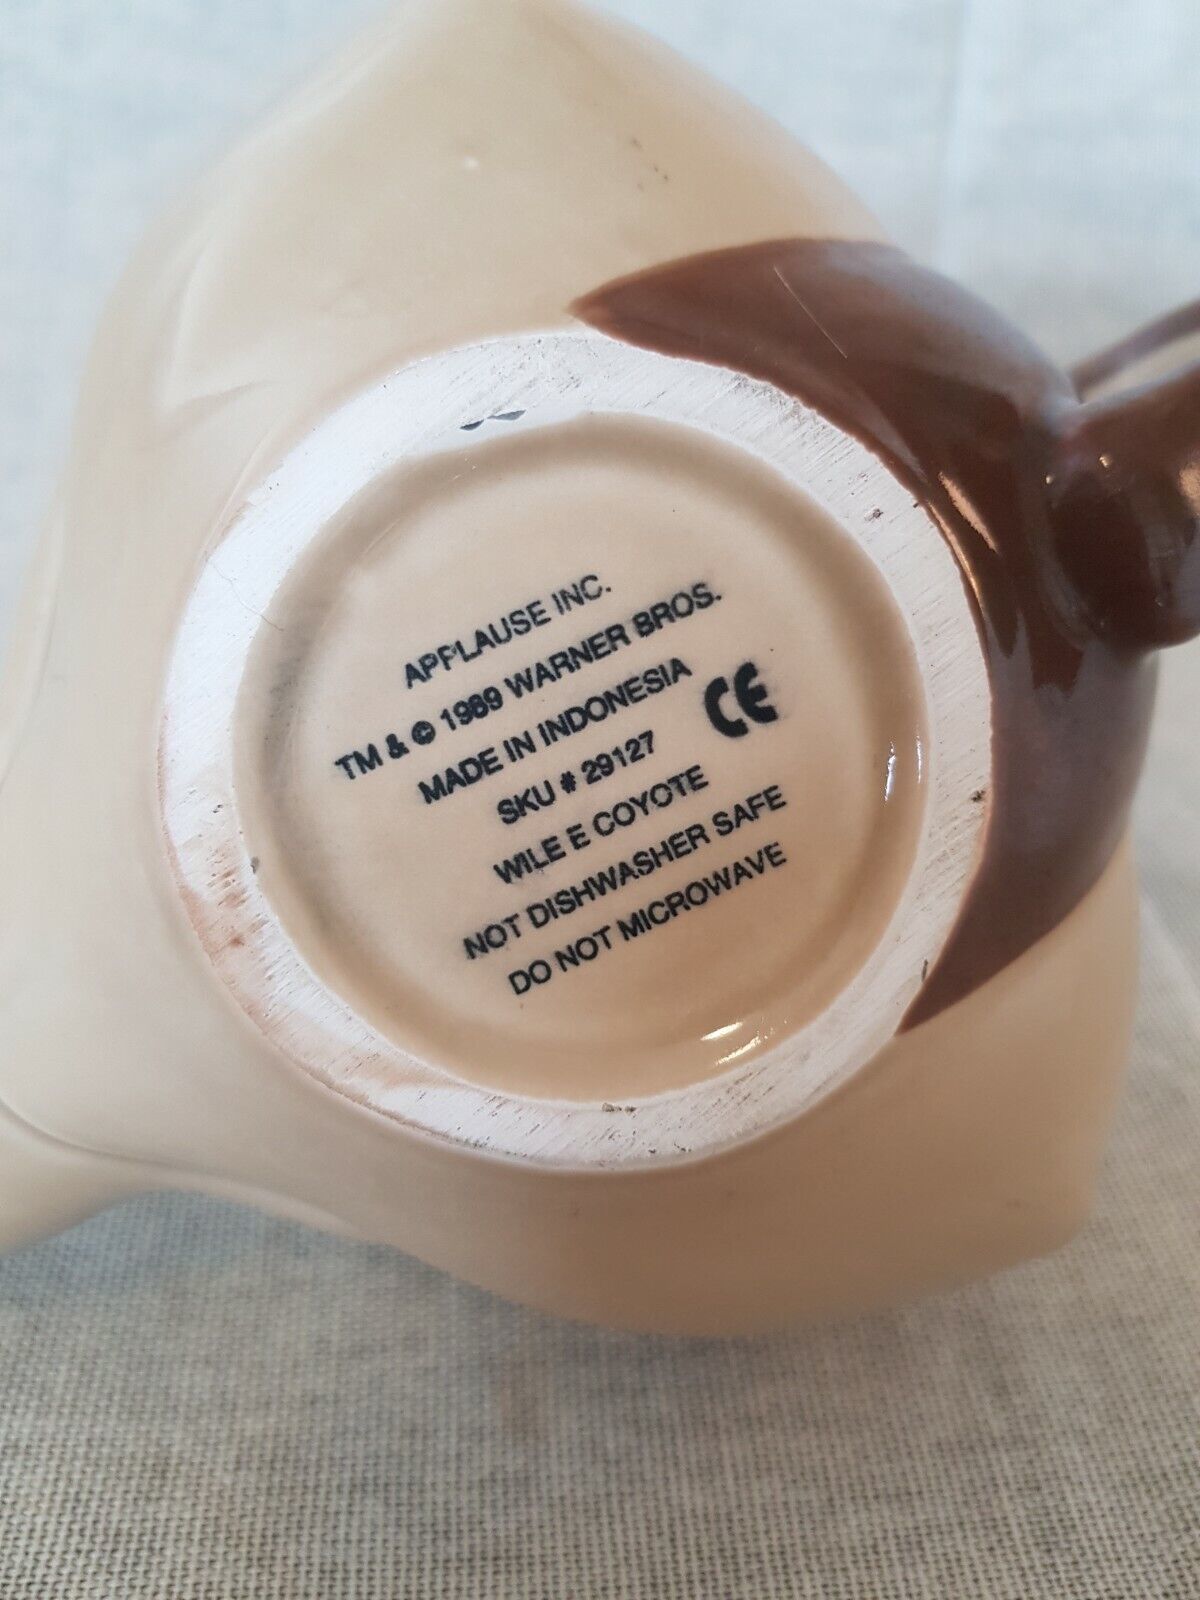 APPLAUSE INC.
TM & © 1989 WARNER BROS.
MADE IN INDONESIA
SKU # 29127 CE
WILE E COYOTE
NOT DISHWASHER SAFE
DO NOT MICROWAVE